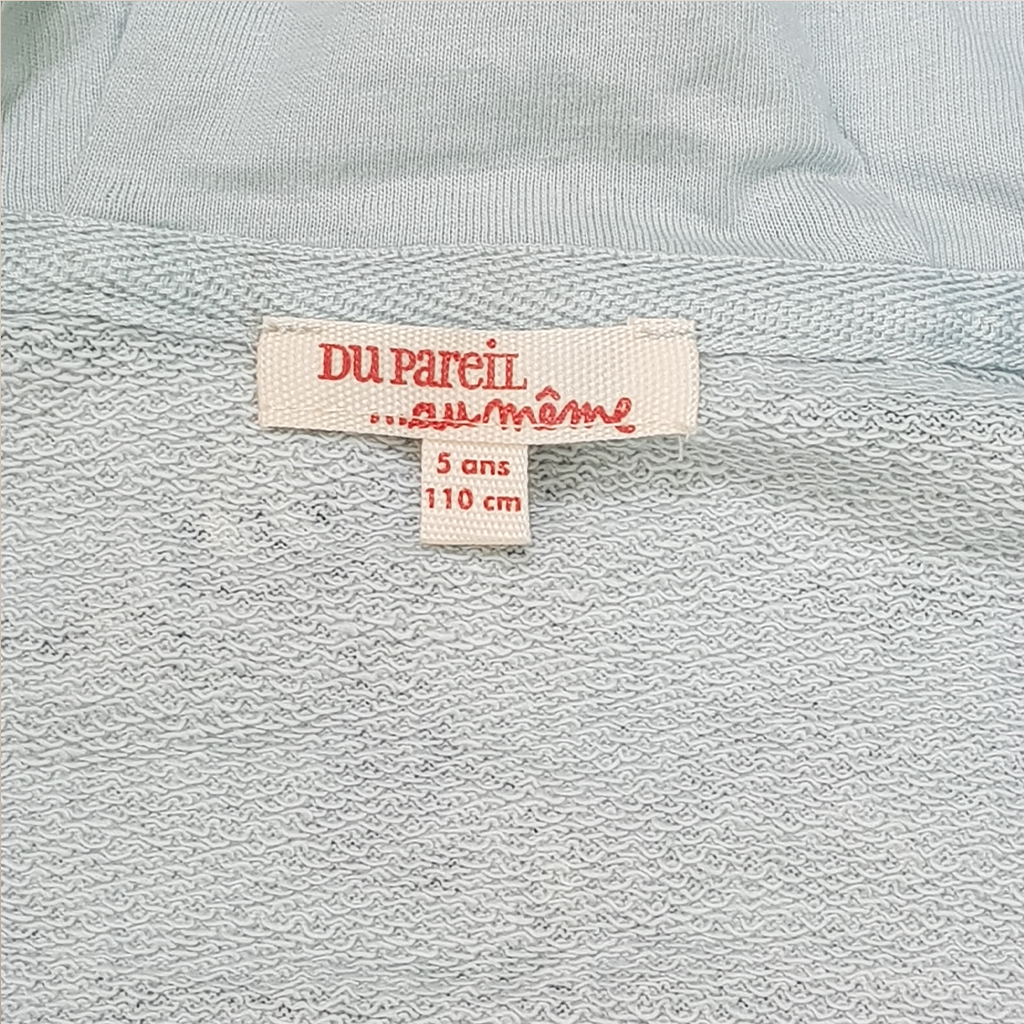 Du Pareil
...au même
5 ans
110 cm